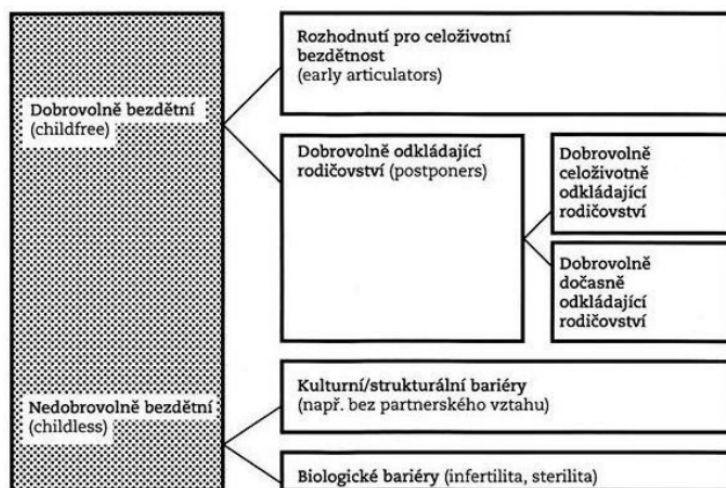 Rozhodnutí pro celoživotní
bezdětnost
(early articulators)
Dobrovolně bezdětní
(childfree)
Dobrovolně odkládající
rodičovství (postponers)
Dobrovolně
celoživotně
odkládající
rodičovství
Dobrovolně
dočasně
odkládající
rodičovství
Kulturní/strukturální bariéry
(např. bez partnerského vztahu)
Nedobrovolně bezdětní
(childless)
Biologické bariéry (infertilita, sterilita)